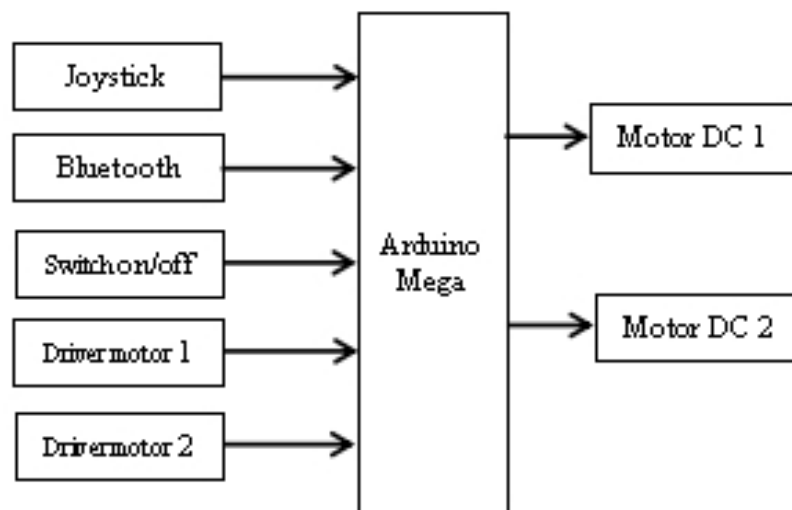 Joystick
Bluetooth
Switch on/off
Driver motor 1
Driver motor 2
Arduino
Mega
Motor DC 1
Motor DC 2